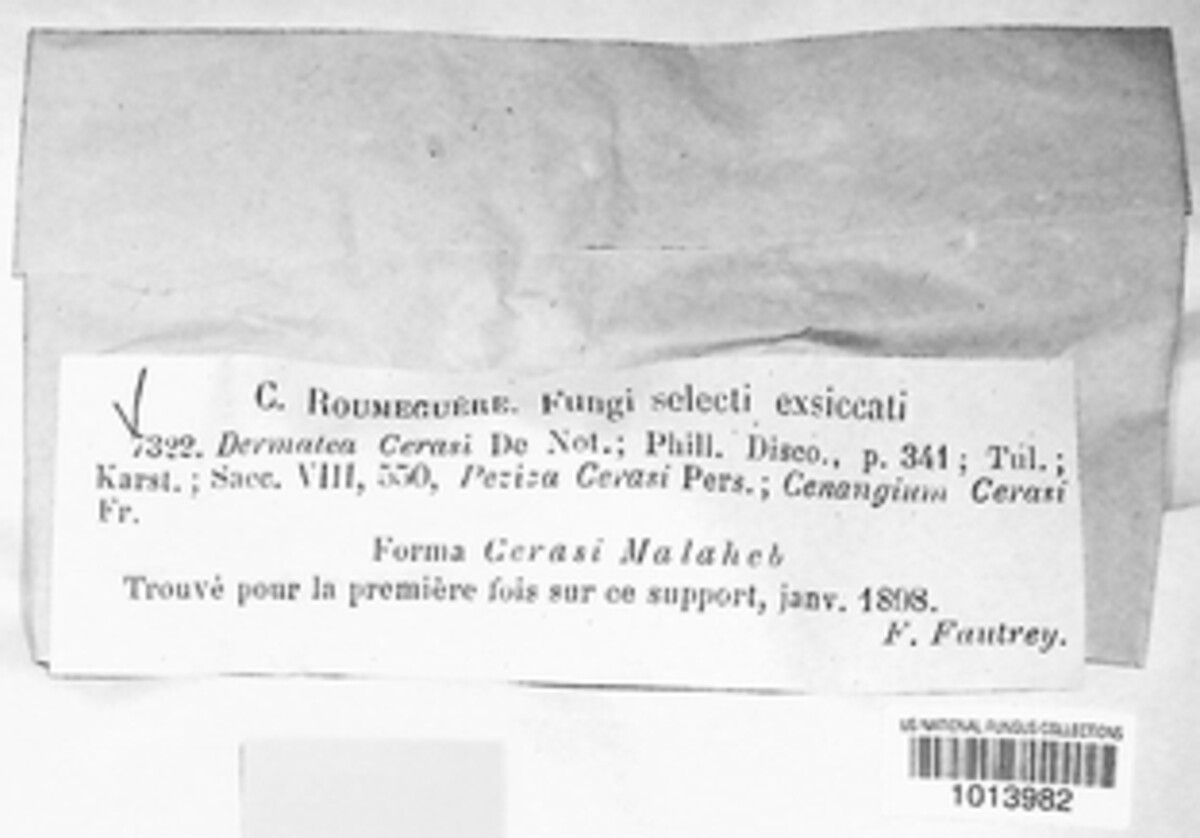 C. ROUMEGUÈRE. Fungi selecti exsiccati
7322. Dermatea Cerasi De Not.; Phill. Disco., p. 341; Tul.;
Karst.; Sacc. VIII, 550, Peziza Cerasi Pers.; Cenangium Cerasi
Fr.
Forma Cerasi Malaheb
Trouvé pour la première fois sur ce support, janv. 1898.
F. Fautrey.
US NATIONAL FUNGUS COLLECTIONS
1013982